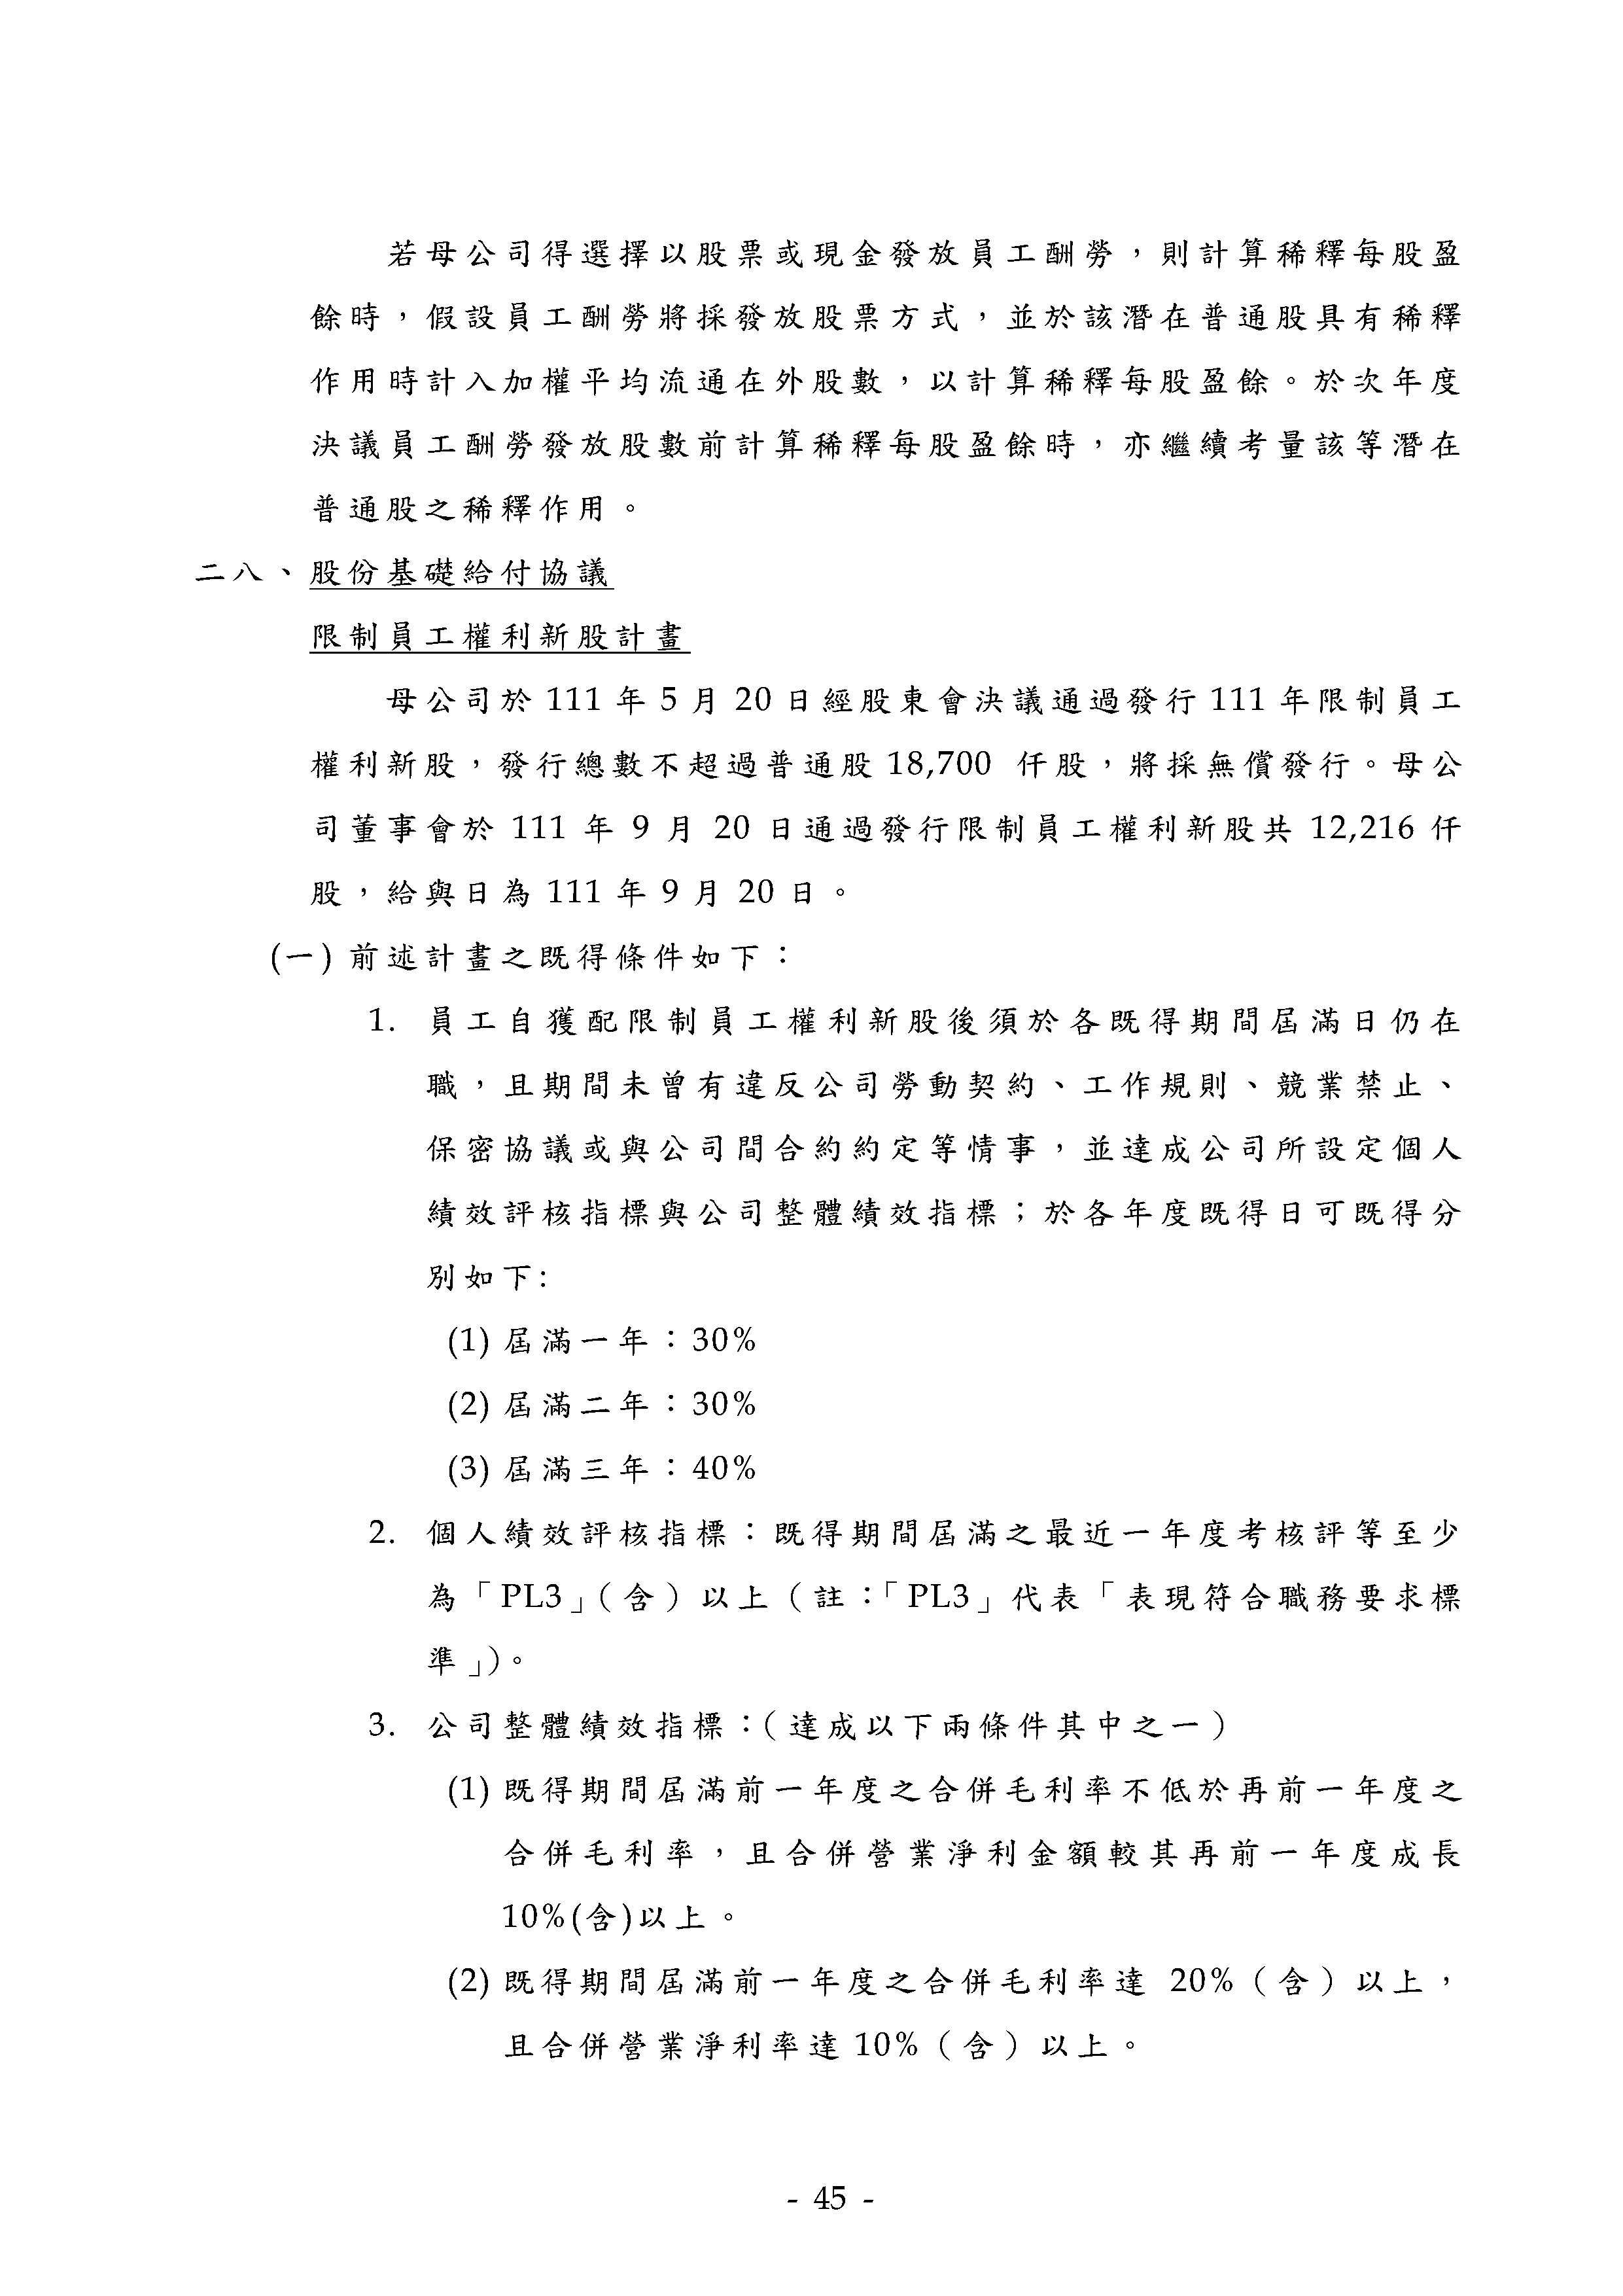 若母公司得選擇以股票或現金發放員工酬勞，則計算稀釋每股盈
餘時，假設員工酬勞將採發放股票方式，並於該潛在普通股具有稀釋
作用時計入加權平均流通在外股數，以計算稀釋每股盈餘。於次年度
決議員工酬勞發放股數前計算稀釋每股盈餘時，亦繼續考量該等潛在
普通股之稀釋作用。
二八、股份基礎給付協議
限制員工權利新股計畫
母公司於 111 年 5 月 20 日經股東會決議通過發行 111 年限制員工
權利新股，發行總數不超過普通股 18,700 仟股，將採無償發行。母公
司董事會於 111 年 9 月 20 日通過發行限制員工權利新股共 12,216 仟
股，給與日為 111 年 9 月 20 日。
(一) 前述計畫之既得條件如下：
1. 員工自獲配限制員工權利新股後須於各既得期間屆滿日仍在
職，且期間未曾有違反公司勞動契約、工作規則、競業禁止、
保密協議或與公司間合約約定等情事，並達成公司所設定個人
績效評核指標與公司整體績效指標；於各年度既得日可既得分
別如下:
(1) 屆滿一年：30%
(2) 屆滿二年：30%
(3) 屆滿三年：40%
2. 個人績效評核指標：既得期間屆滿之最近一年度考核評等至少
為「PL3」（含）以上（註：「PL3」代表「表現符合職務要求標
準」）。
3. 公司整體績效指標：（達成以下兩條件其中之一）
(1) 既得期間屆滿前一年度之合併毛利率不低於再前一年度之
合併毛利率，且合併營業淨利金額較其再前一年度成長
10%(含)以上。
(2) 既得期間屆滿前一年度之合併毛利率達 20%（含）以上，
且合併營業淨利率達 10%（含）以上。
- 45 -